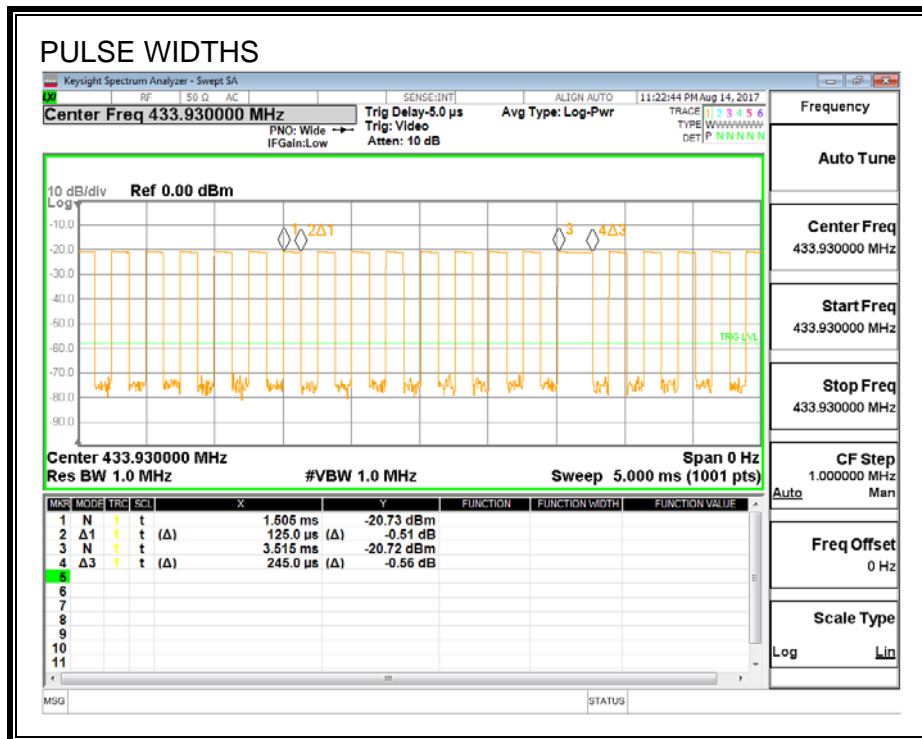 PULSE WIDTHS
Keysight Spectrum Analyzer - Swept SA
LXI RF 50 Ω AC SENSE:INT ALIGN AUTO 11:22:44 PM Aug 14, 2017
Center Freq 433.930000 MHz
PNO: Wide
IFGain:Low
Trig Delay-5.0 µs
Trig: Video
Atten: 10 dB
Avg Type: Log-Pwr
TRACE 1 2 3 4 5 6
TYPE WWWWWW
DET P N N N N N
10 dB/div Ref 0.00 dBm
Log
-10.0
-20.0
-30.0
-40.0
-50.0
-60.0
-70.0
-80.0
-90.0
1 2Δ1 3 4Δ3
TRIG LVL
Center 433.930000 MHz Span 0 Hz
Res BW 1.0 MHz #VBW 1.0 MHz Sweep 5.000 ms (1001 pts)
MKR MODE TRC SCL X Y FUNCTION FUNCTION WIDTH FUNCTION VALUE
1 N 1 t 1.505 ms -20.73 dBm
2 Δ1 1 t (Δ) 125.0 µs (Δ) -0.51 dB
3 N 1 t 3.515 ms -20.72 dBm
4 Δ3 1 t (Δ) 245.0 µs (Δ) -0.56 dB
5
6
7
8
9
10
11
MSG STATUS
Frequency
Auto Tune
Center Freq
433.930000 MHz
Start Freq
433.930000 MHz
Stop Freq
433.930000 MHz
CF Step
1.000000 MHz
Auto Man
Freq Offset
0 Hz
Scale Type
Log Lin